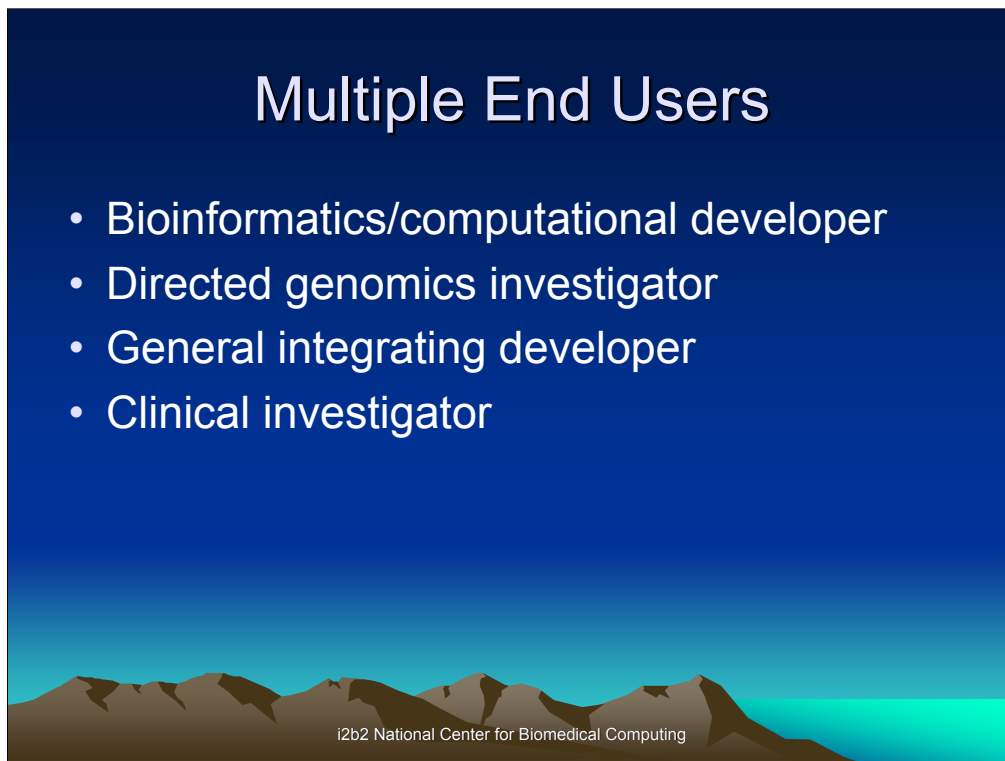 Multiple End Users
• Bioinformatics/computational developer
• Directed genomics investigator
• General integrating developer
• Clinical investigator
i2b2 National Center for Biomedical Computing